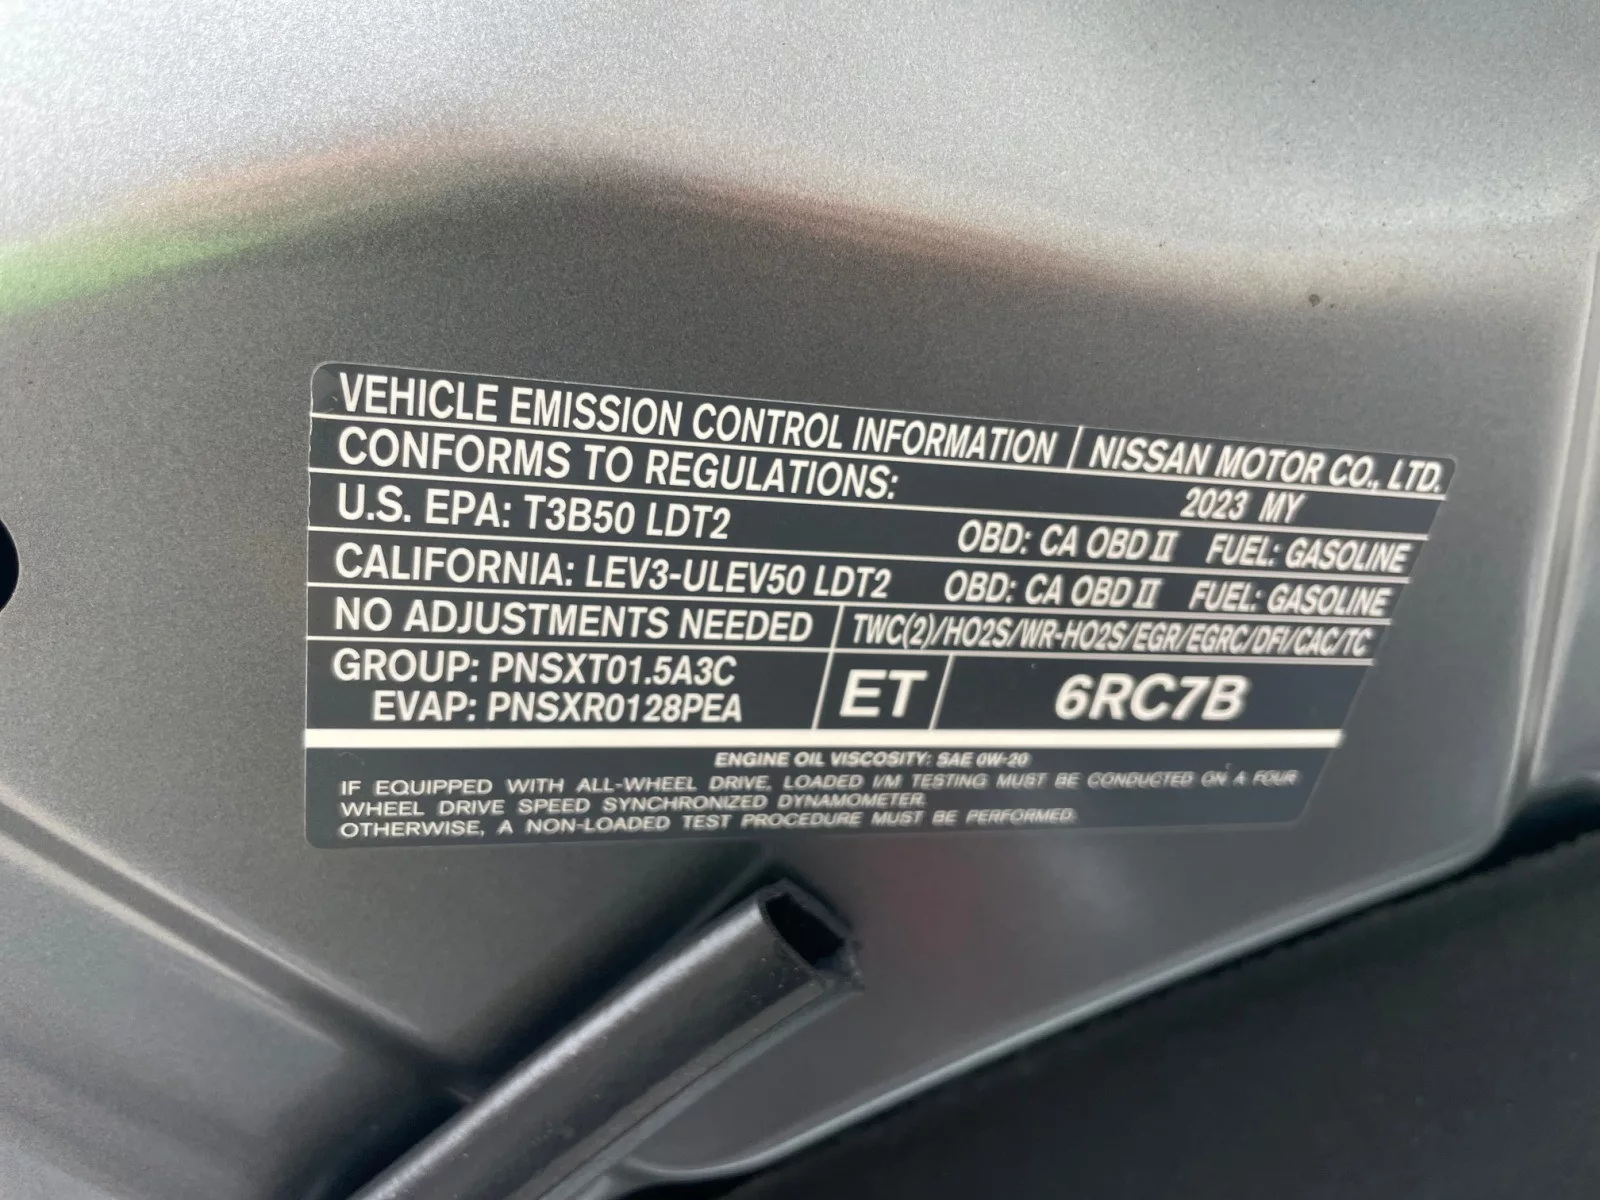 VEHICLE EMISSION CONTROL INFORMATION NISSAN MOTOR CO., LTD.
CONFORMS TO REGULATIONS: 2023 MY
U.S. EPA: T3B50 LDT2 OBD: CA OBD II FUEL: GASOLINE
CALIFORNIA: LEV3-ULEV50 LDT2 OBD: CA OBD II FUEL: GASOLINE
NO ADJUSTMENTS NEEDED TWC(2)/HO2S/WR-HO2S/EGR/EGRC/DFI/CAC/TC
GROUP: PNSXT01.5A3C
EVAP: PNSXR0128PEA
ET 6RC7B
ENGINE OIL VISCOSITY: SAE 0W-20
IF EQUIPPED WITH ALL-WHEEL DRIVE, LOADED I/M TESTING MUST BE CONDUCTED ON A FOUR
WHEEL DRIVE SPEED SYNCHRONIZED DYNAMOMETER.
OTHERWISE, A NON-LOADED TEST PROCEDURE MUST BE PERFORMED.